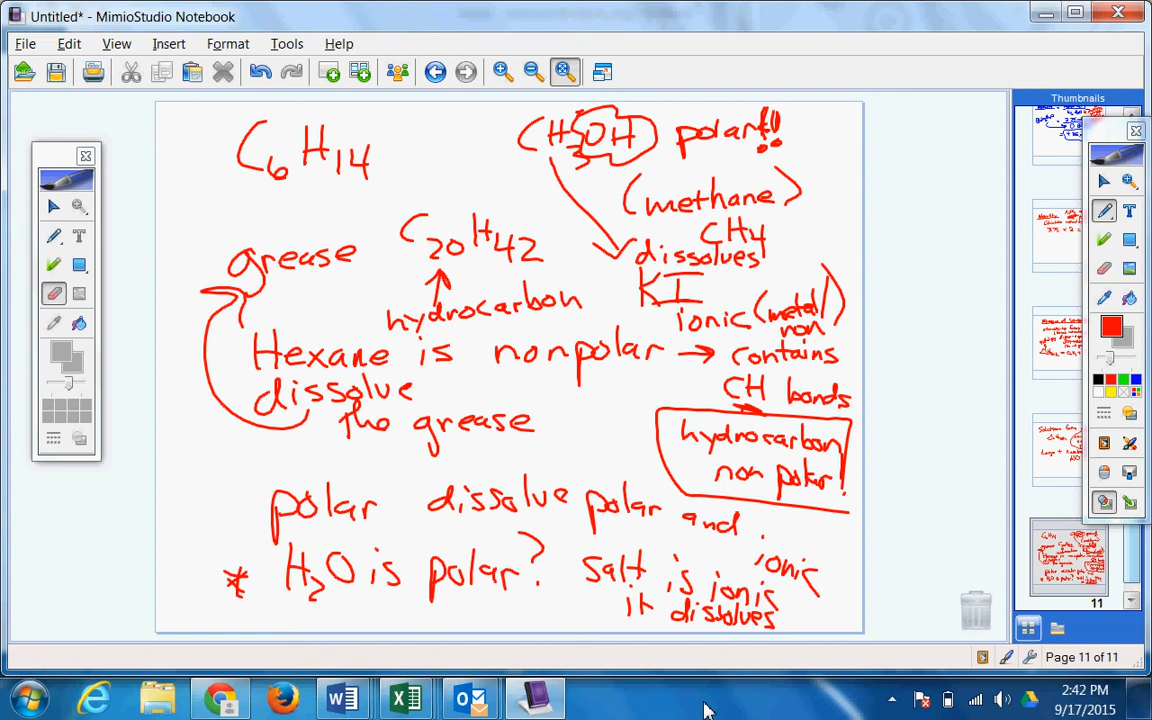 Untitled* - MimioStudio Notebook
File Edit View Insert Format Tools Help
Thumbnails
C6H14
CH3OH polar!!
(methane)
CH4
grease
C20H42
dissolves
KI
hydrocarbon
ionic (metal/
non)
Hexane is nonpolar → contains
CH bonds
dissolve
the grease
hydrocarbon
non polar!
polar dissolve polar and
ionic
* H2O is polar? salt is ionic
it dissolves
11
Page 11 of 11
2:42 PM
9/17/2015